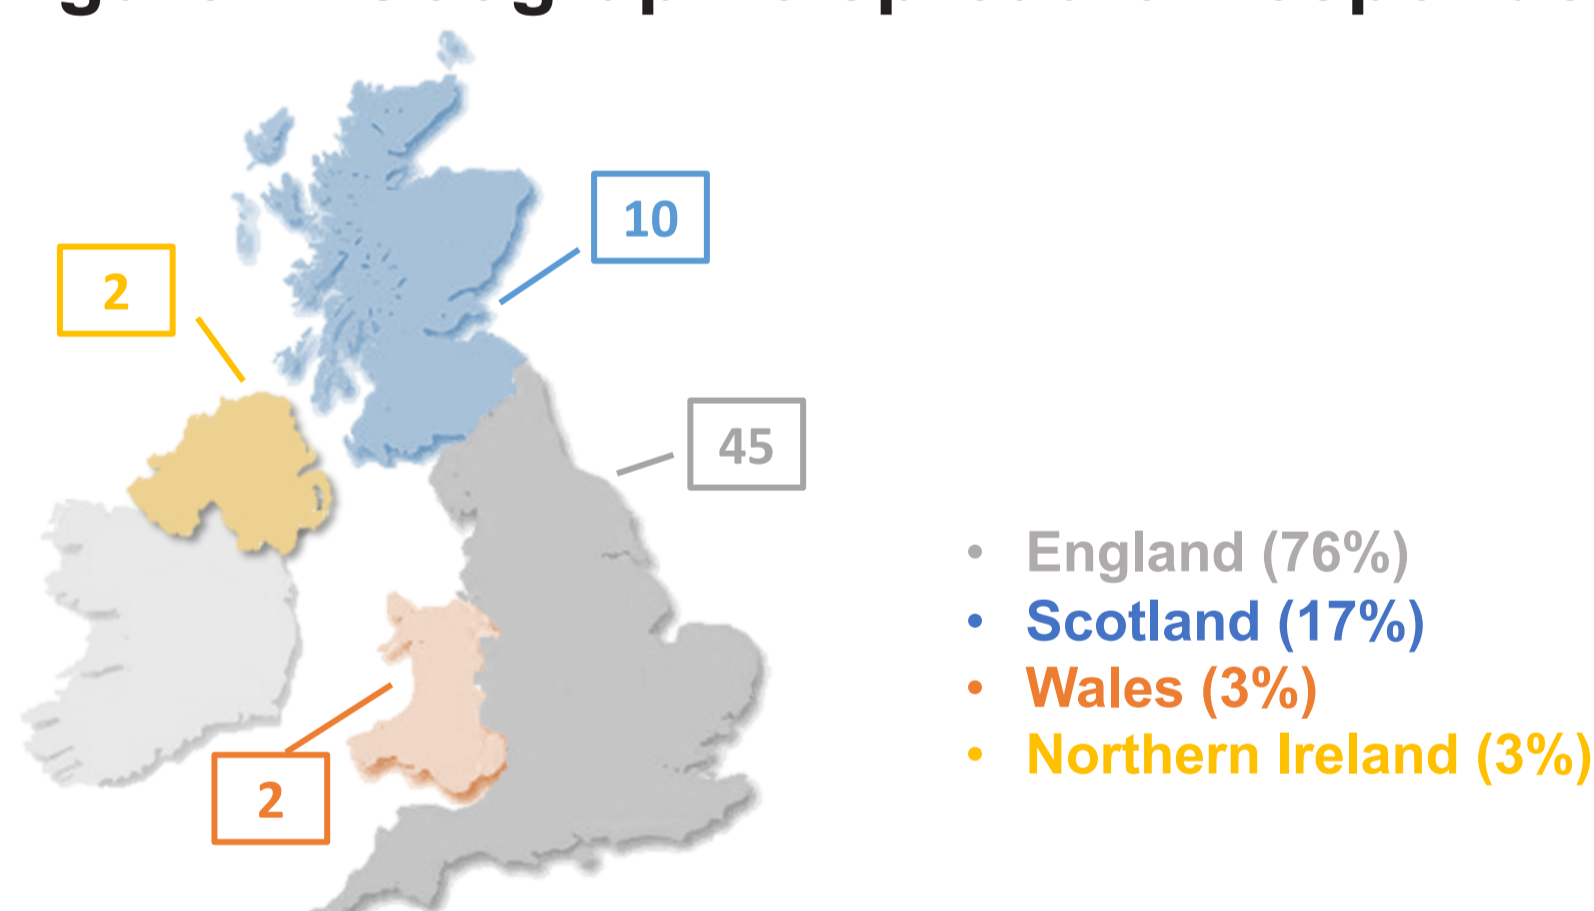 10
2
45
2
• England (76%)
• Scotland (17%)
• Wales (3%)
• Northern Ireland (3%)